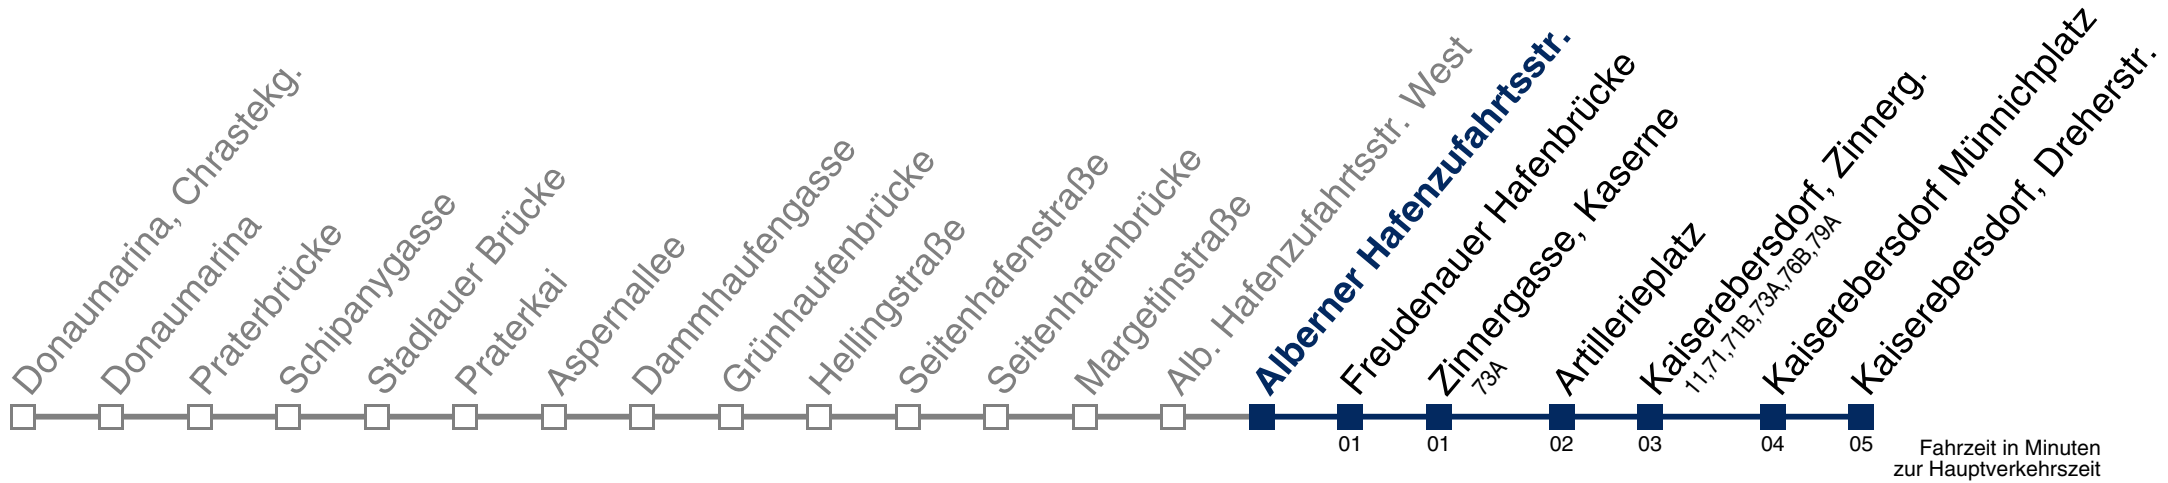 Donaumarina, Chrastekg.
Donaumarina
Praterbrücke
Schipanygasse
Stadlauer Brücke
Praterkai
Aspernallee
Dammhaufengasse
Grünhaufenbrücke
Hellingstraße
Seitenhafenstraße
Seitenhafenbrücke
Margetinstraße
Alb. Hafenzufahrtsstr. West
Alberner Hafenzufahrtsstr.
Freudenauer Hafenbrücke
Zinnergasse, Kaserne
73A
Artillerieplatz
Kaiserebersdorf, Zinnerg.
11,71,71B,73A,76B,79A
Kaiserebersdorf Münnichplatz
Kaiserebersdorf, Dreherstr.
01 01 02 03 04 05
Fahrzeit in Minuten
zur Hauptverkehrszeit